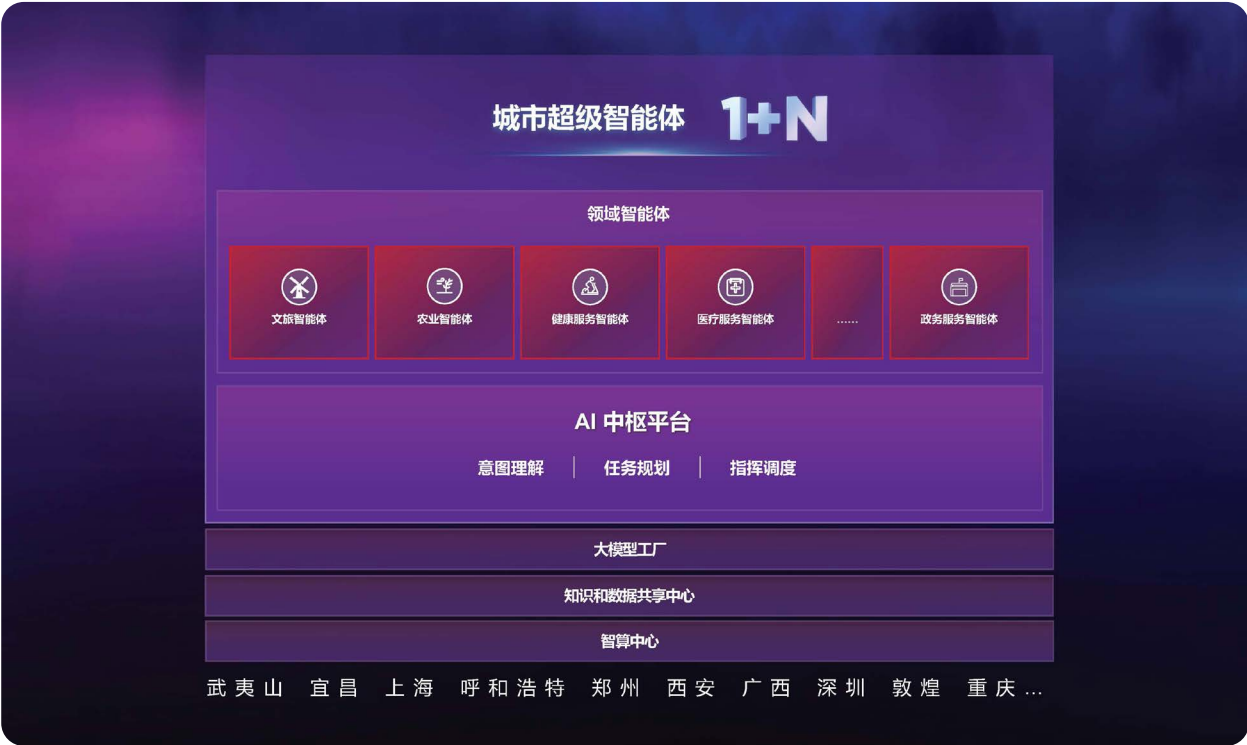 城市超级智能体 1+N
领域智能体
文旅智能体 农业智能体 健康服务智能体 医疗服务智能体 …… 政务服务智能体
AI 中枢平台
意图理解 任务规划 指挥调度
大模型工厂
知识和数据共享中心
智算中心
武夷山 宜昌 上海 呼和浩特 郑州 西安 广西 深圳 敦煌 重庆…